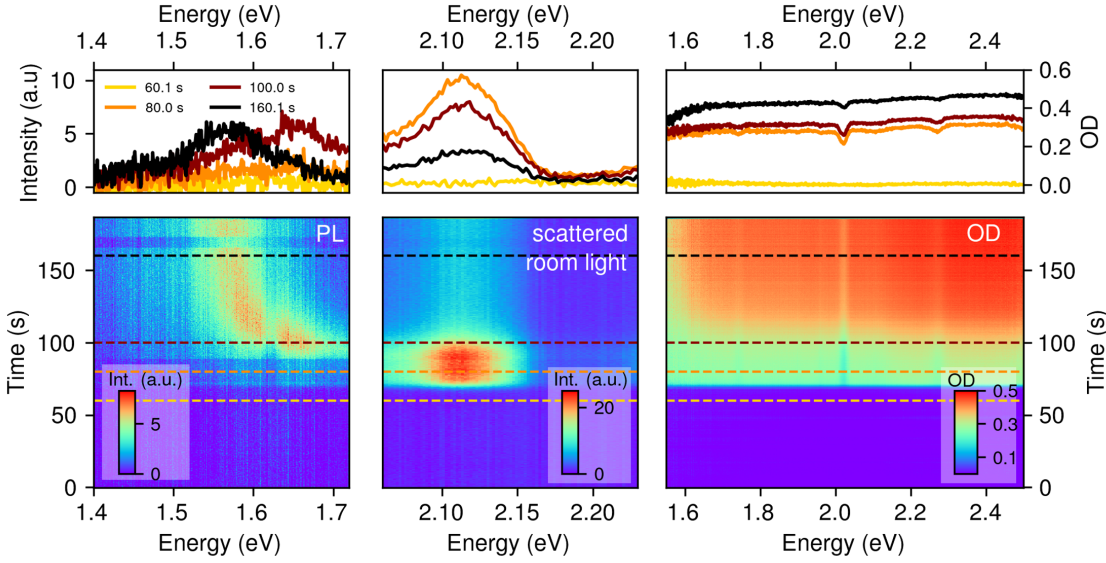 Energy (eV) Energy (eV) Energy (eV)
1.4 1.5 1.6 1.7 2.10 2.15 2.20 1.6 1.8 2.0 2.2 2.4
Intensity (a.u)
10
5
0
60.1 s 100.0 s
80.0 s 160.1 s
0.6
0.4
0.2
0.0
OD
PL
scattered
room light
OD
Time (s)
150
100
50
0
Int. (a.u.)
5
0
Int. (a.u.)
20
0
OD
0.5
0.3
0.1
150
100
50
0
Time (s)
1.4 1.5 1.6 1.7 2.10 2.15 2.20 1.6 1.8 2.0 2.2 2.4
Energy (eV) Energy (eV) Energy (eV)